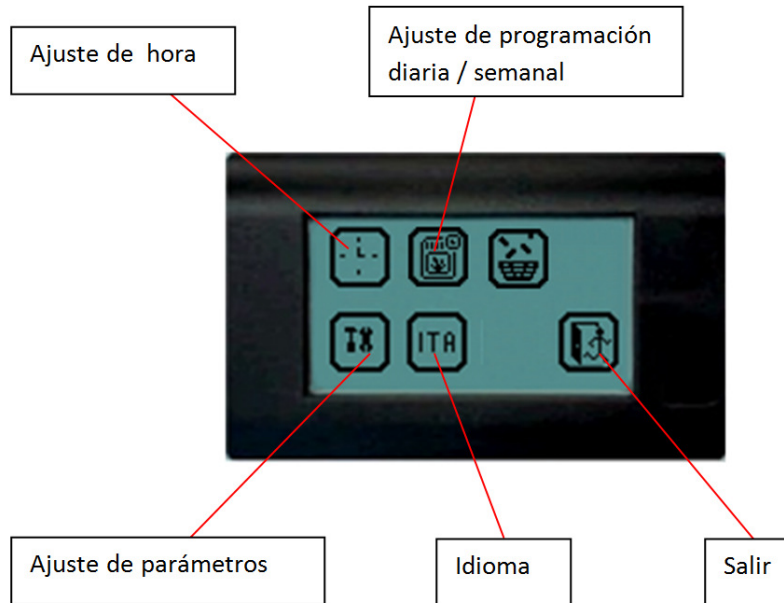 Ajuste de hora
Ajuste de programación
diaria / semanal
ITA
Ajuste de parámetros
Idioma
Salir